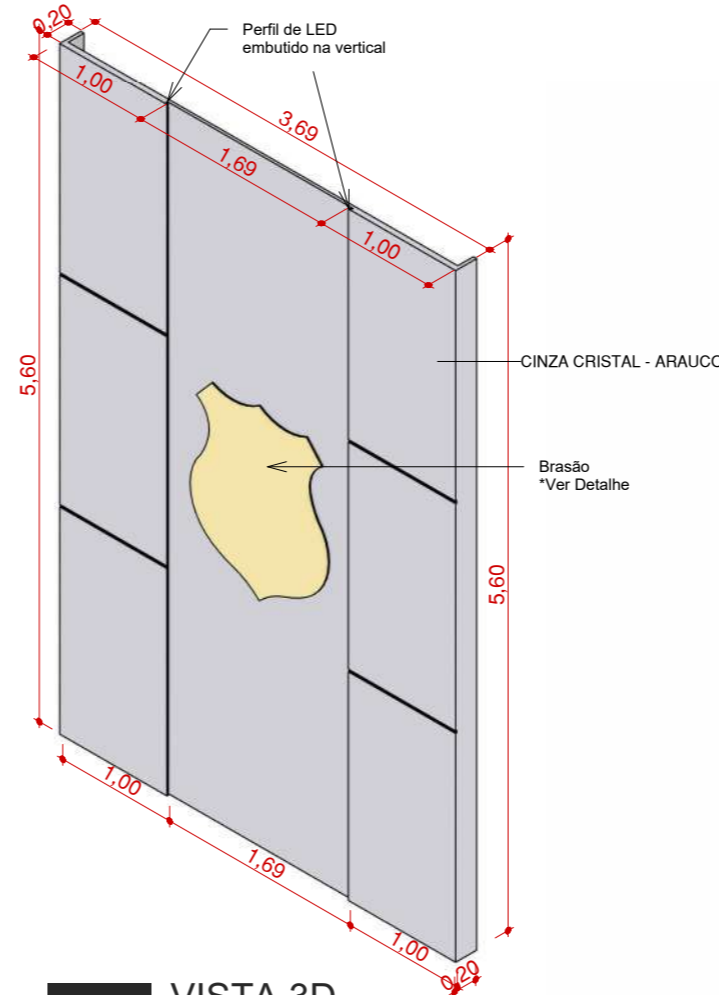 0,20
Perfil de LED
embutido na vertical
1,00
3,69
1,69
1,00
5,60
CINZA CRISTAL - ARAUCO
Brasão
*Ver Detalhe
5,60
1,00
1,69
1,00
0,20
VISTA 3D